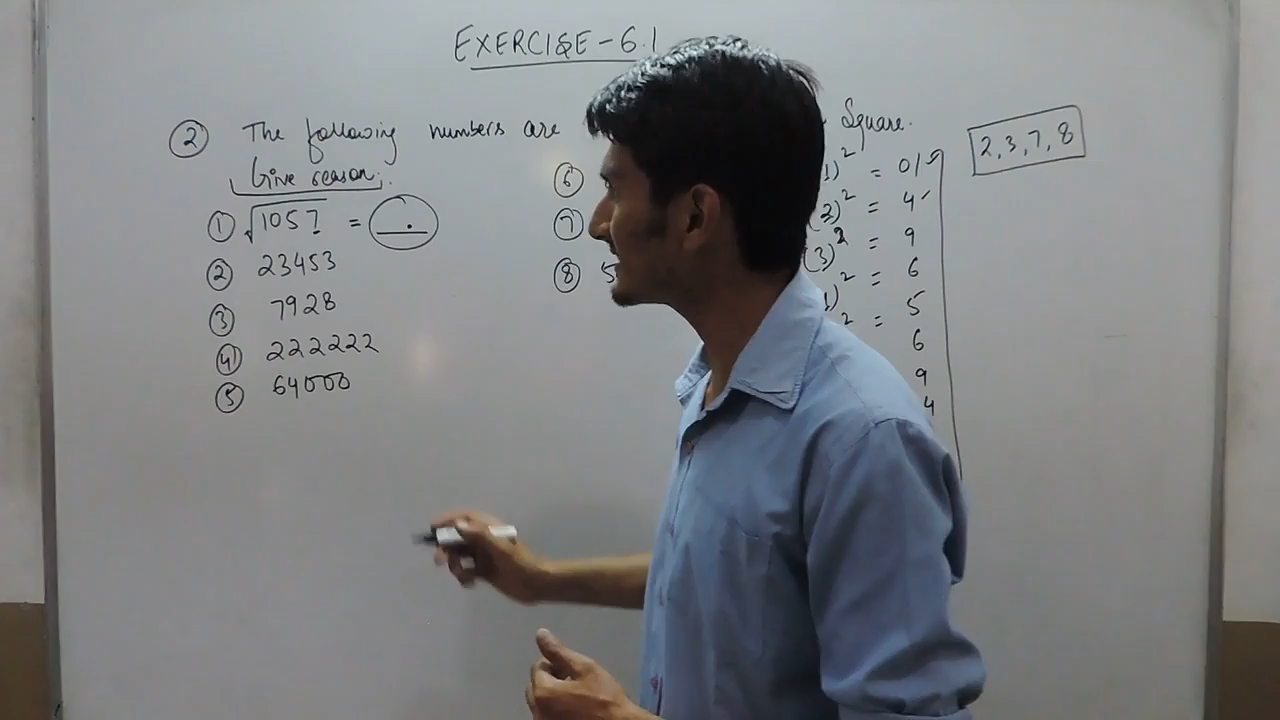 EXERCISE-6.1
② The following numbers are Square.
Give reason:
① √1057 = .
② 23453
③ 7928
④ 222222
⑤ 64000
⑥
⑦
⑧ 5
1)² = 0/1
(2)² = 4
(3)² = 9
)² = 6
² = 5
6
9
4
2,3,7,8